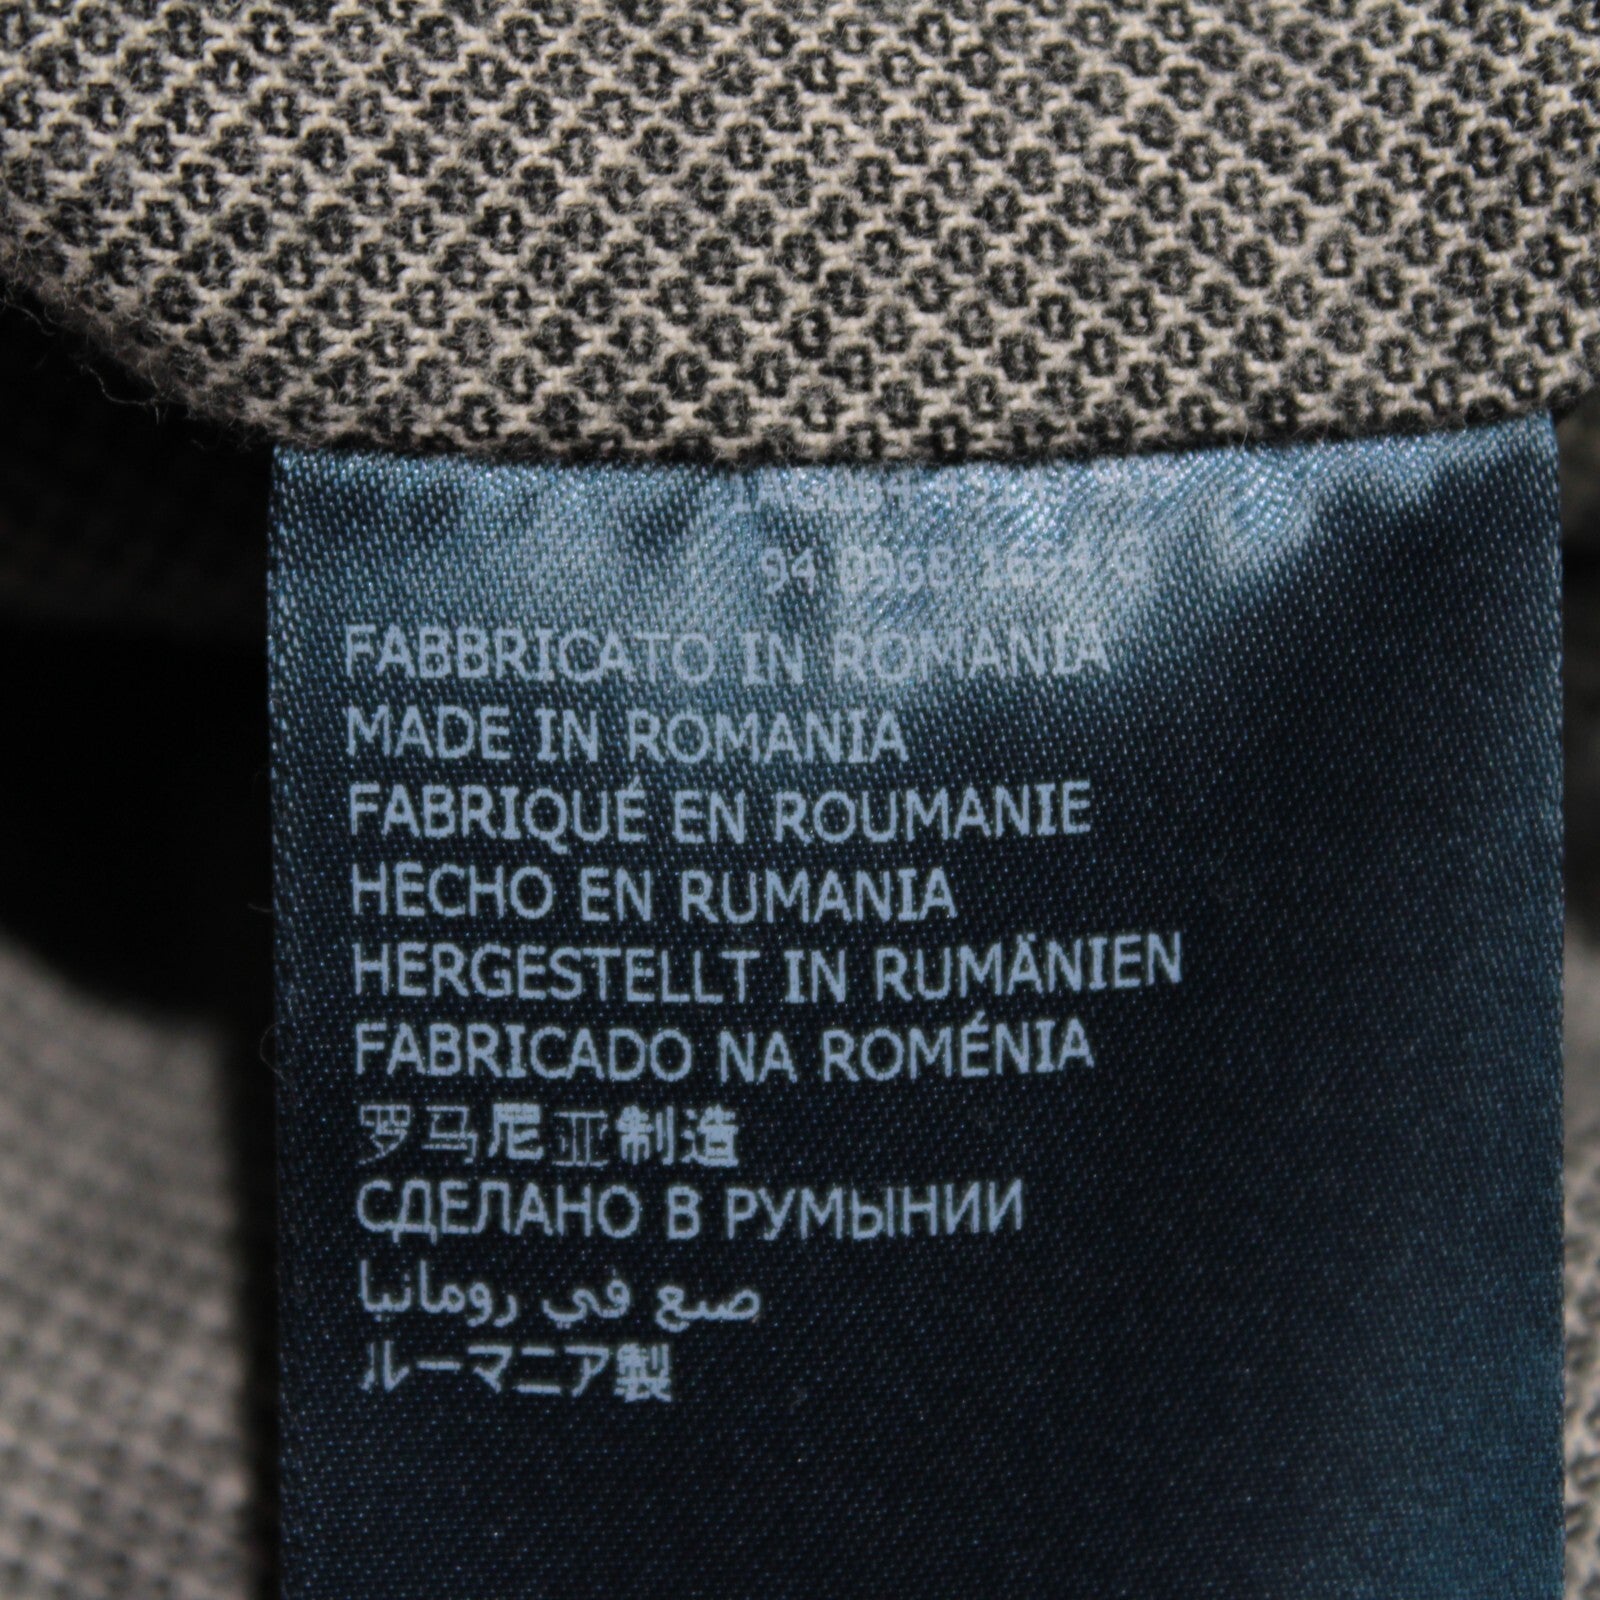 FABBRICATO IN ROMANIA
MADE IN ROMANIA
FABRIQUÉ EN ROUMANIE
HECHO EN RUMANIA
HERGESTELLT IN RUMÄNIEN
FABRICADO NA ROMÉNIA
罗马尼亚制造
СДЕЛАНО В РУМЫНИИ
صنع في رومانيا
ルーマニア製